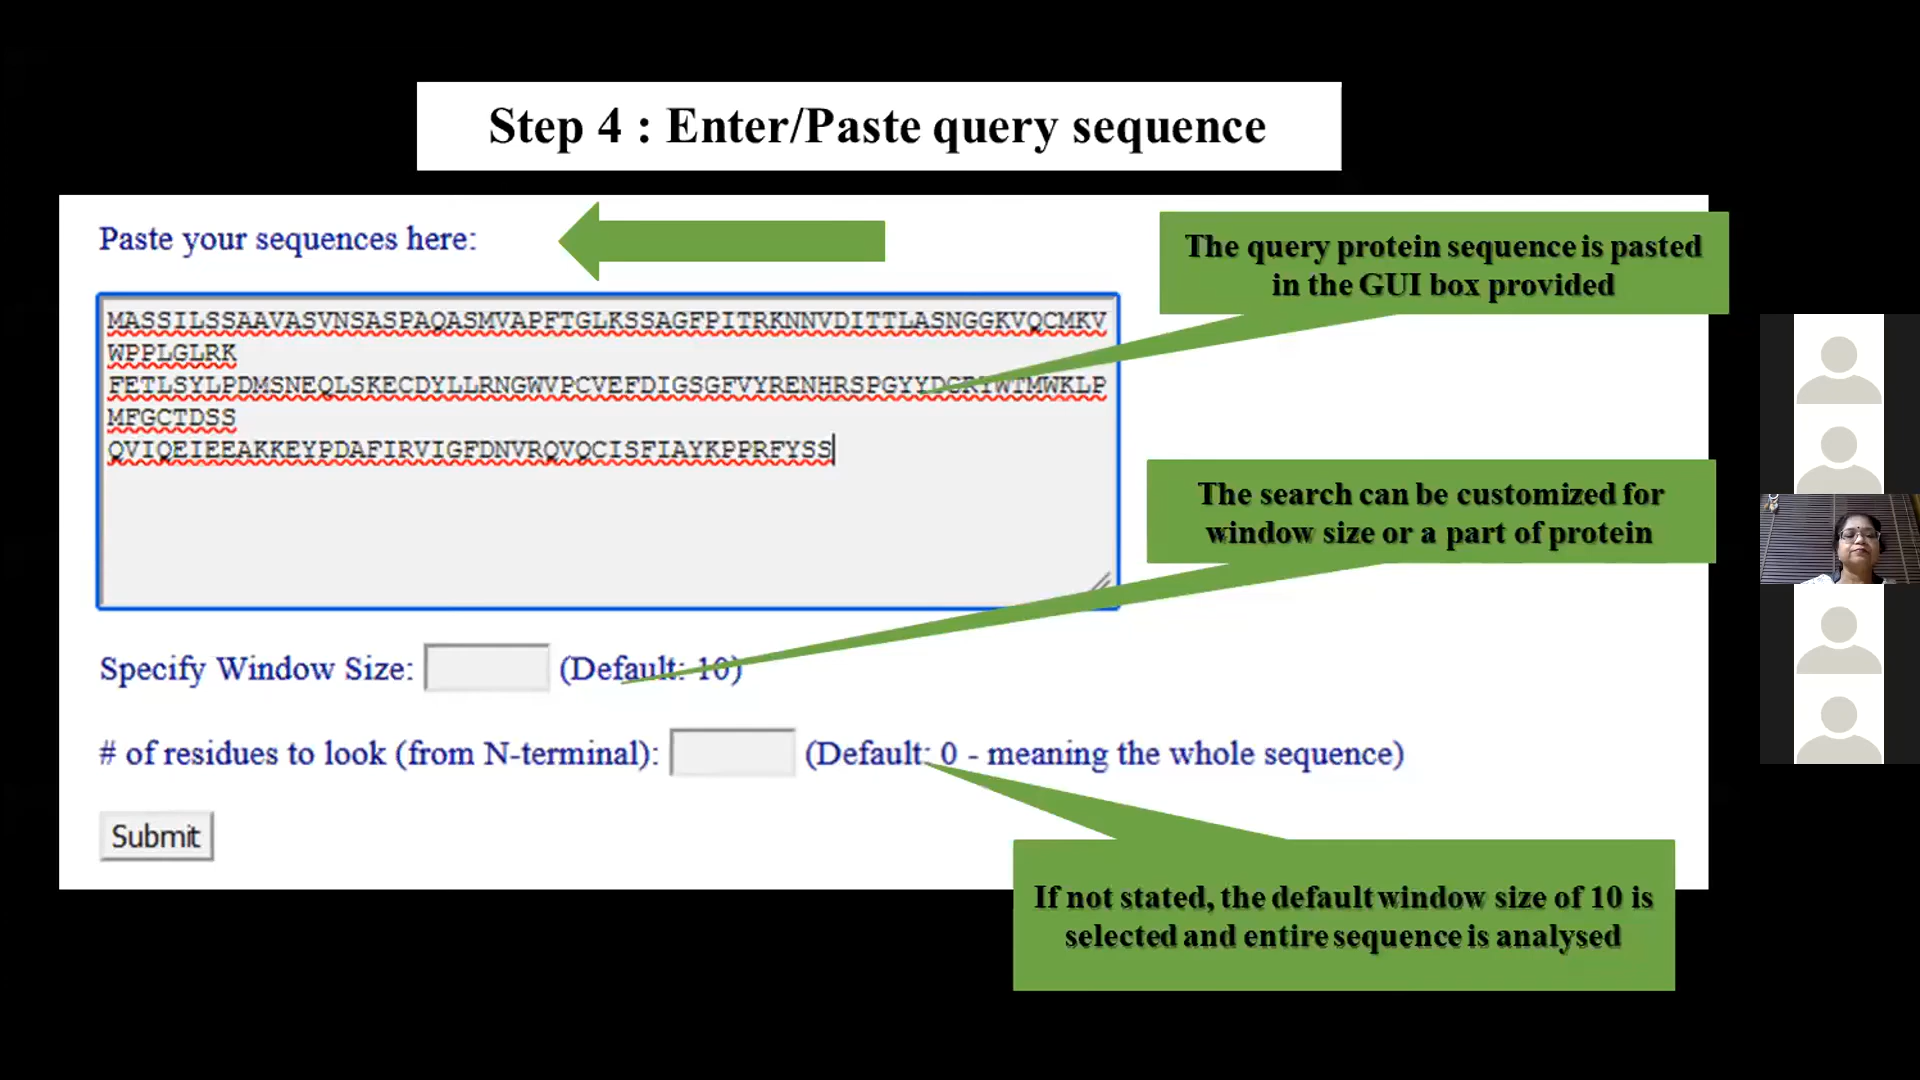 Step 4 : Enter/Paste query sequence
Paste your sequences here:
The query protein sequence is pasted
in the GUI box provided
MASSILSSAAVASVNSASPAQASMVAPFTGLKSSAGFPITRKNNVDITTLASNGGKVQCMKV
WPPLGLRK
FETLSYLPDMSNEQLSKECDYLLRNGWVPCVEFDIGSGFVYRENHRSPGYYDGRYWTMWKLP
MFGCTDSS
QVIQEIEEAKKEYPDAFIRVIGFDNVRQVQCISFIAYKPPRFYSS
The search can be customized for
window size or a part of protein
Specify Window Size: (Default: 10)
# of residues to look (from N-terminal): (Default: 0 - meaning the whole sequence)
Submit
If not stated, the default window size of 10 is
selected and entire sequence is analysed